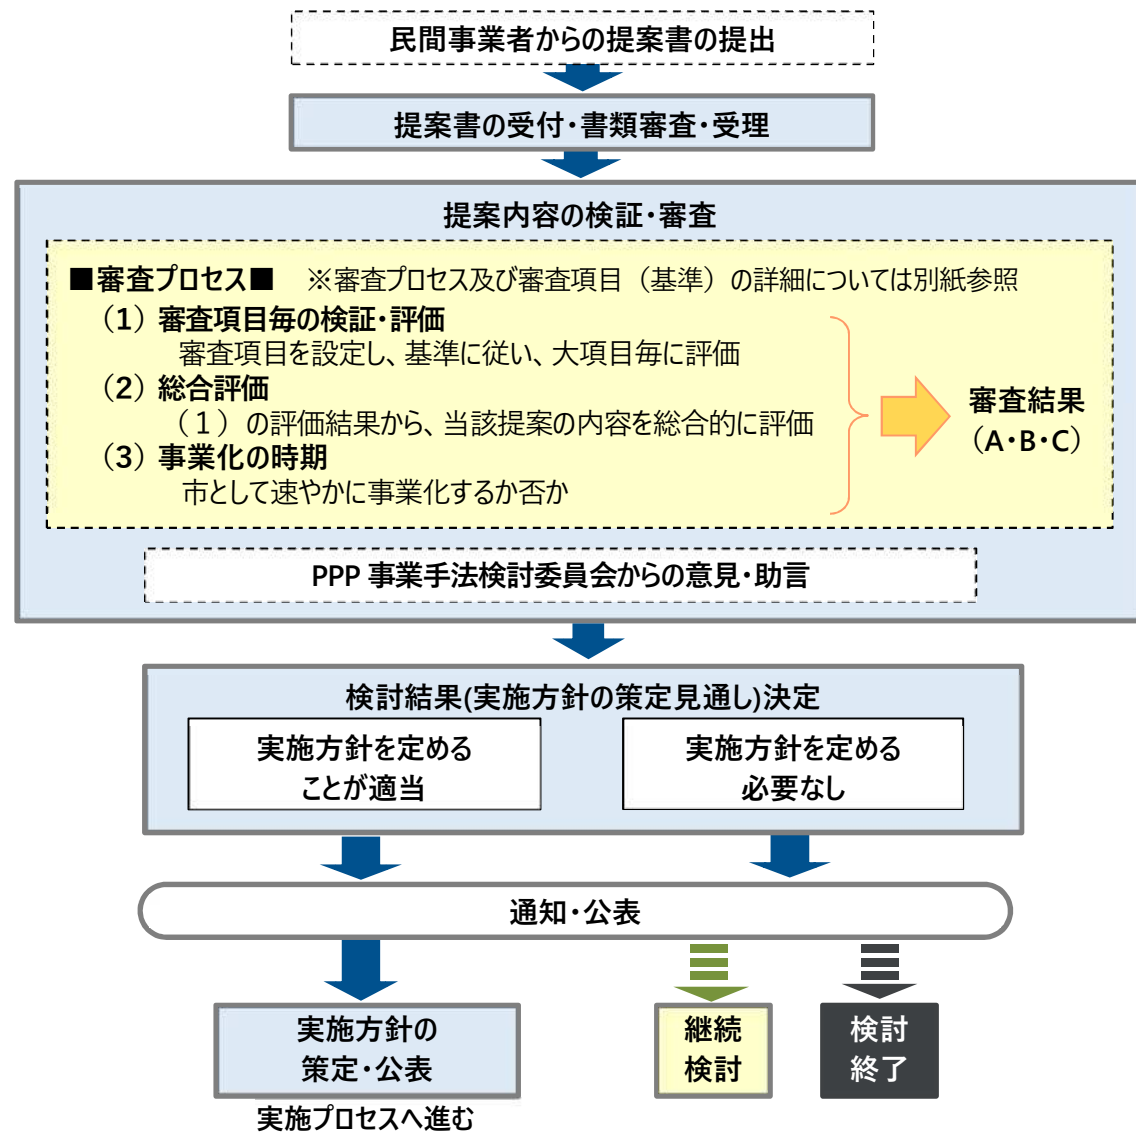 民間事業者からの提案書の提出
提案書の受付・書類審査・受理
提案内容の検証・審査
■審査プロセス■　※審査プロセス及び審査項目（基準）の詳細については別紙参照
（1）審査項目毎の検証・評価
審査項目を設定し、基準に従い、大項目毎に評価
（2）総合評価
（１）の評価結果から、当該提案の内容を総合的に評価
（3）事業化の時期
市として速やかに事業化するか否か
審査結果
（A・B・C）
PPP 事業手法検討委員会からの意見・助言
検討結果(実施方針の策定見通し)決定
実施方針を定める
ことが適当
実施方針を定める
必要なし
通知・公表
実施方針の
策定・公表
継続
検討
検討
終了
実施プロセスへ進む